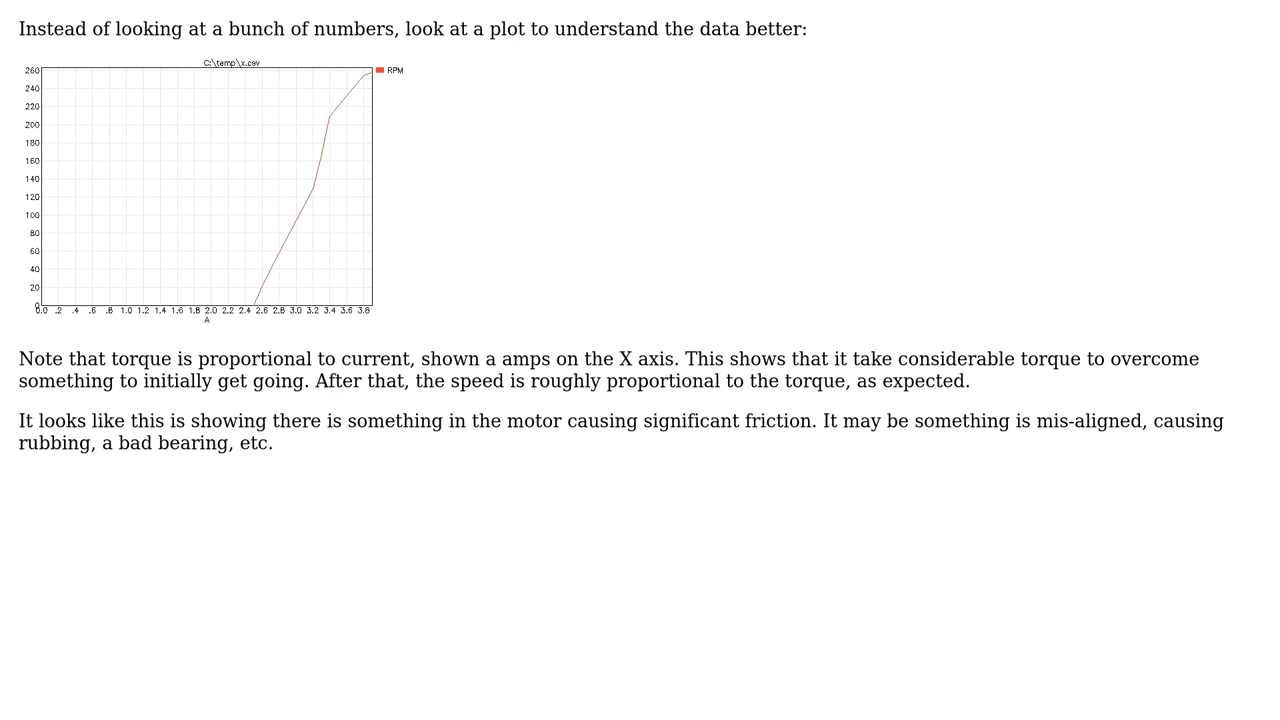 Instead of looking at a bunch of numbers, look at a plot to understand the data better:
C:\temp\x.csv
RPM
260
240
220
200
180
160
140
120
100
80
60
40
20
0
0.0 .2 .4 .6 .8 1.0 1.2 1.4 1.6 1.8 2.0 2.2 2.4 2.6 2.8 3.0 3.2 3.4 3.6 3.8
A
Note that torque is proportional to current, shown a amps on the X axis. This shows that it take considerable torque to overcome
something to initially get going. After that, the speed is roughly proportional to the torque, as expected.
It looks like this is showing there is something in the motor causing significant friction. It may be something is mis-aligned, causing
rubbing, a bad bearing, etc.